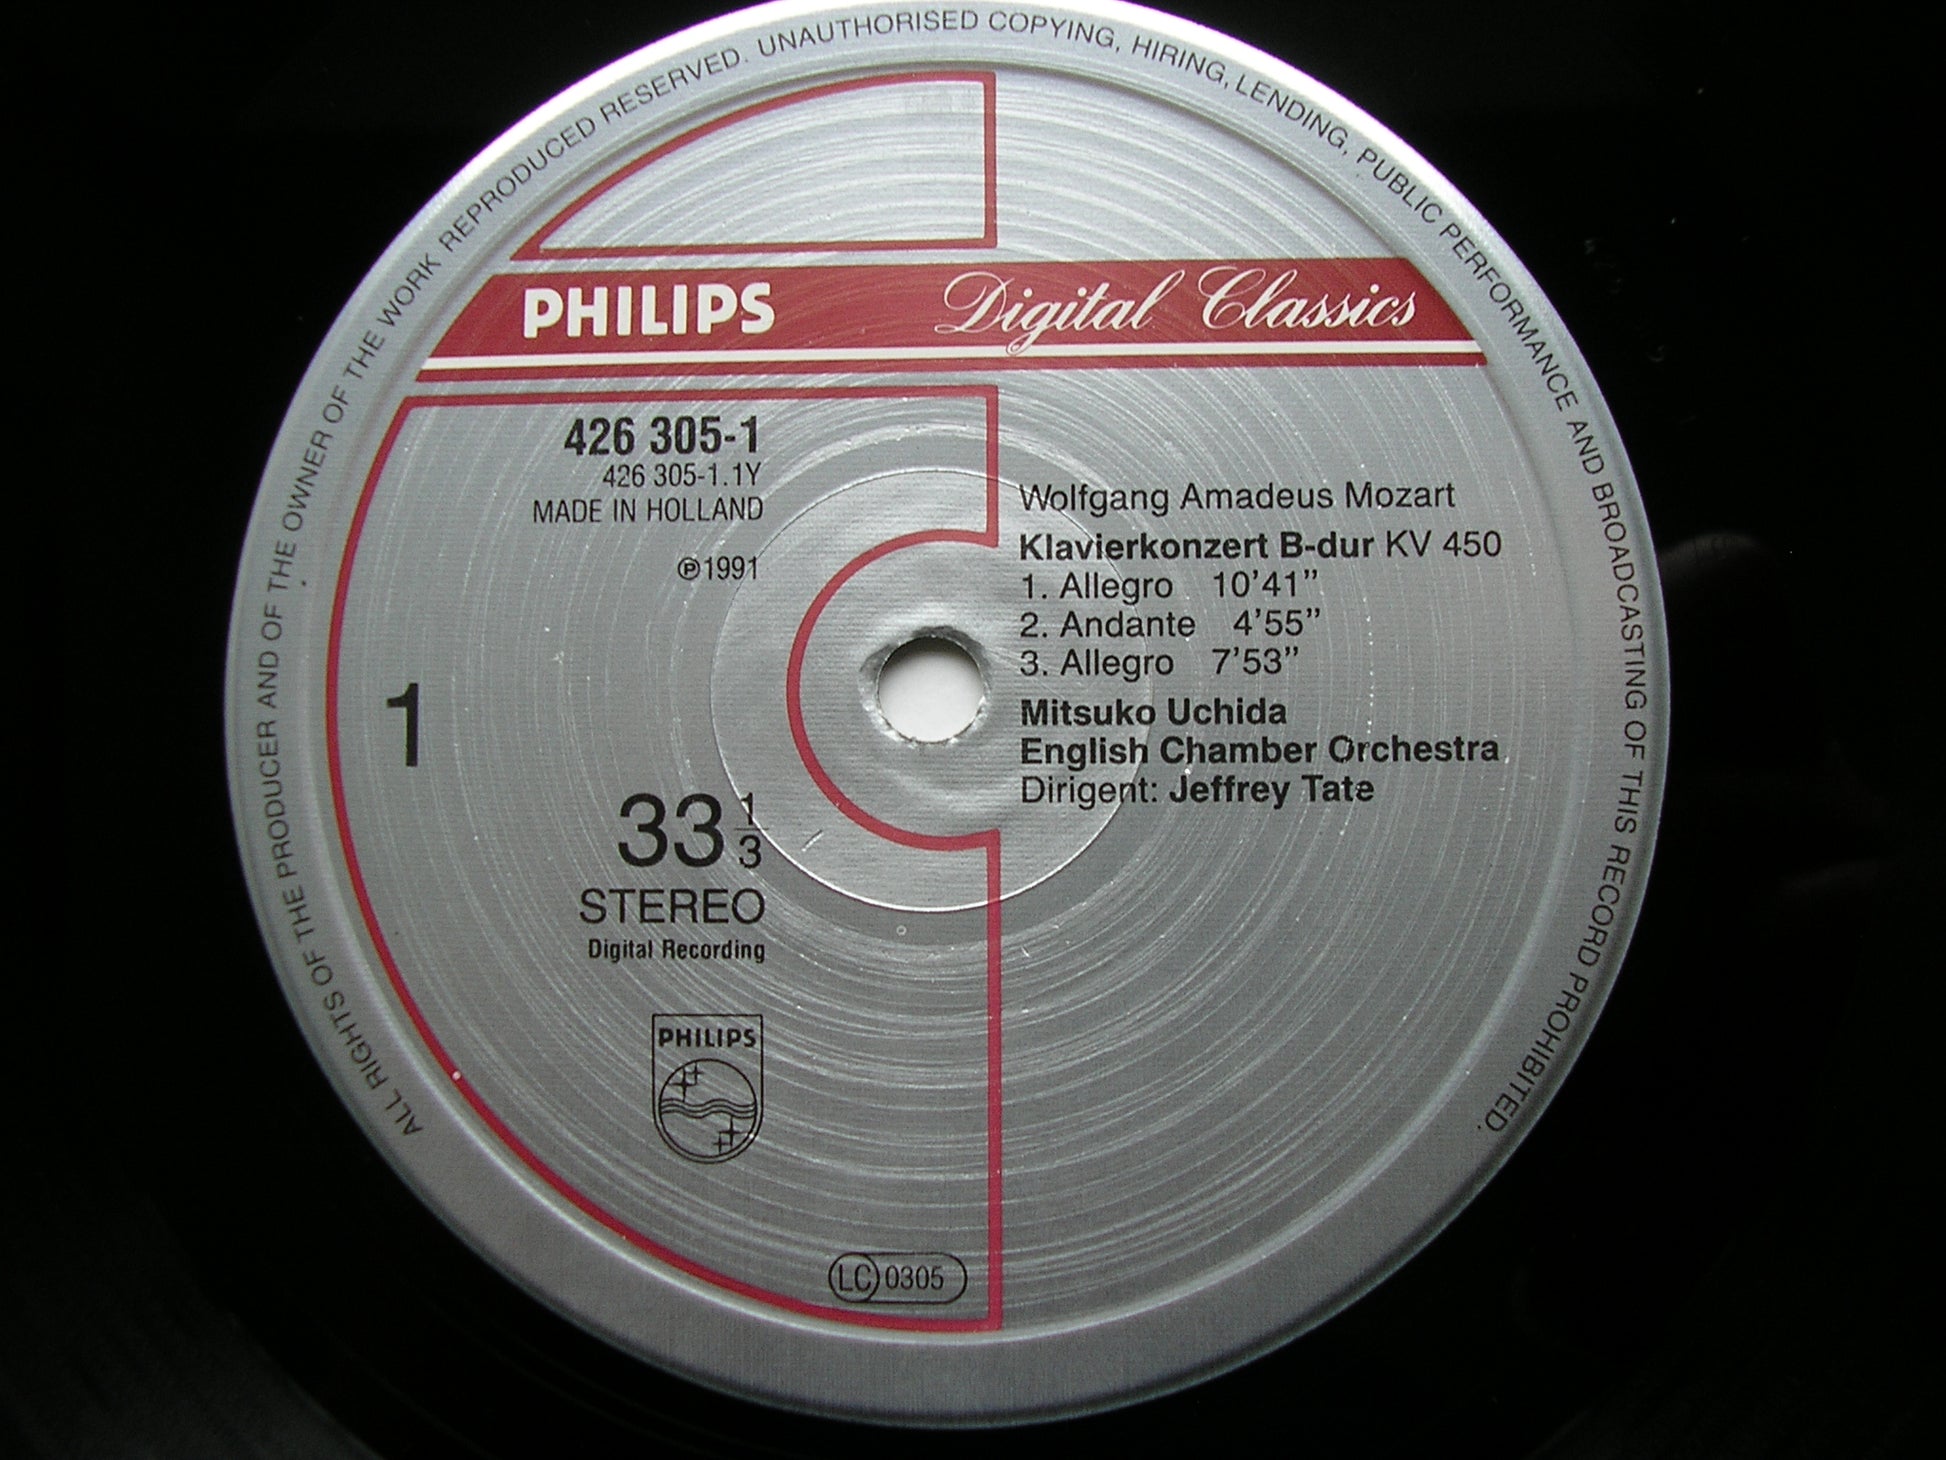 ALL RIGHTS OF THE PRODUCER AND OF THE OWNER OF THE WORK REPRODUCED RESERVED. UNAUTHORISED COPYING, HIRING, LENDING, PUBLIC PERFORMANCE AND BROADCASTING OF THIS RECORD PROHIBITED.
PHILIPS Digital Classics
426 305-1
426 305-1.1Y
MADE IN HOLLAND
℗1991
1
33 1/3
STEREO
Digital Recording
PHILIPS
Wolfgang Amadeus Mozart
Klavierkonzert B-dur KV 450
1. Allegro 10'41"
2. Andante 4'55"
3. Allegro 7'53"
Mitsuko Uchida
English Chamber Orchestra
Dirigent: Jeffrey Tate
LC 0305